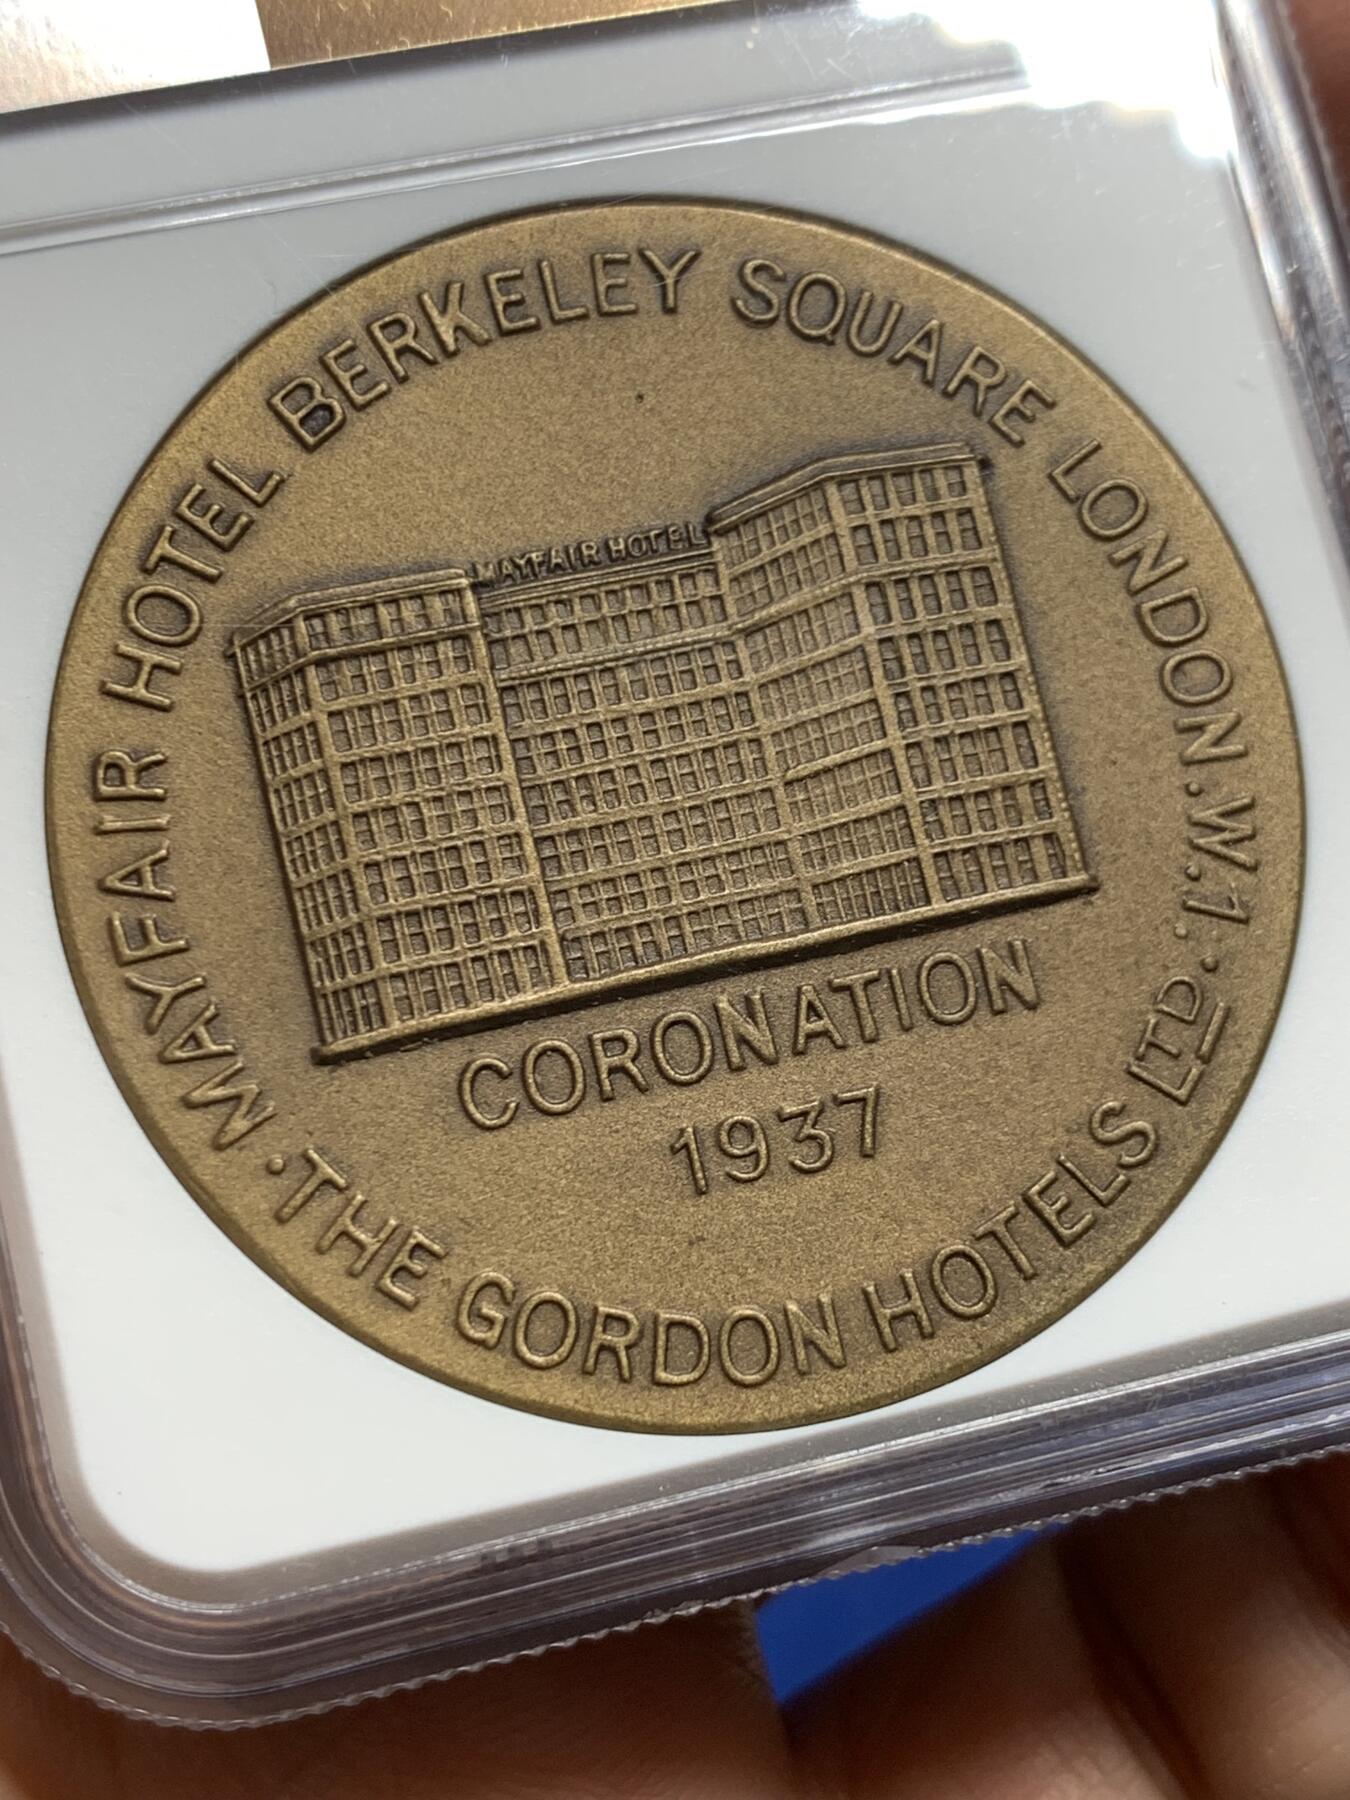 MAYFAIR HOTEL BERKELEY SQUARE LONDON.W.1.
MAYFAIR HOTEL
CORONATION
1937
· THE GORDON HOTELS LTD: